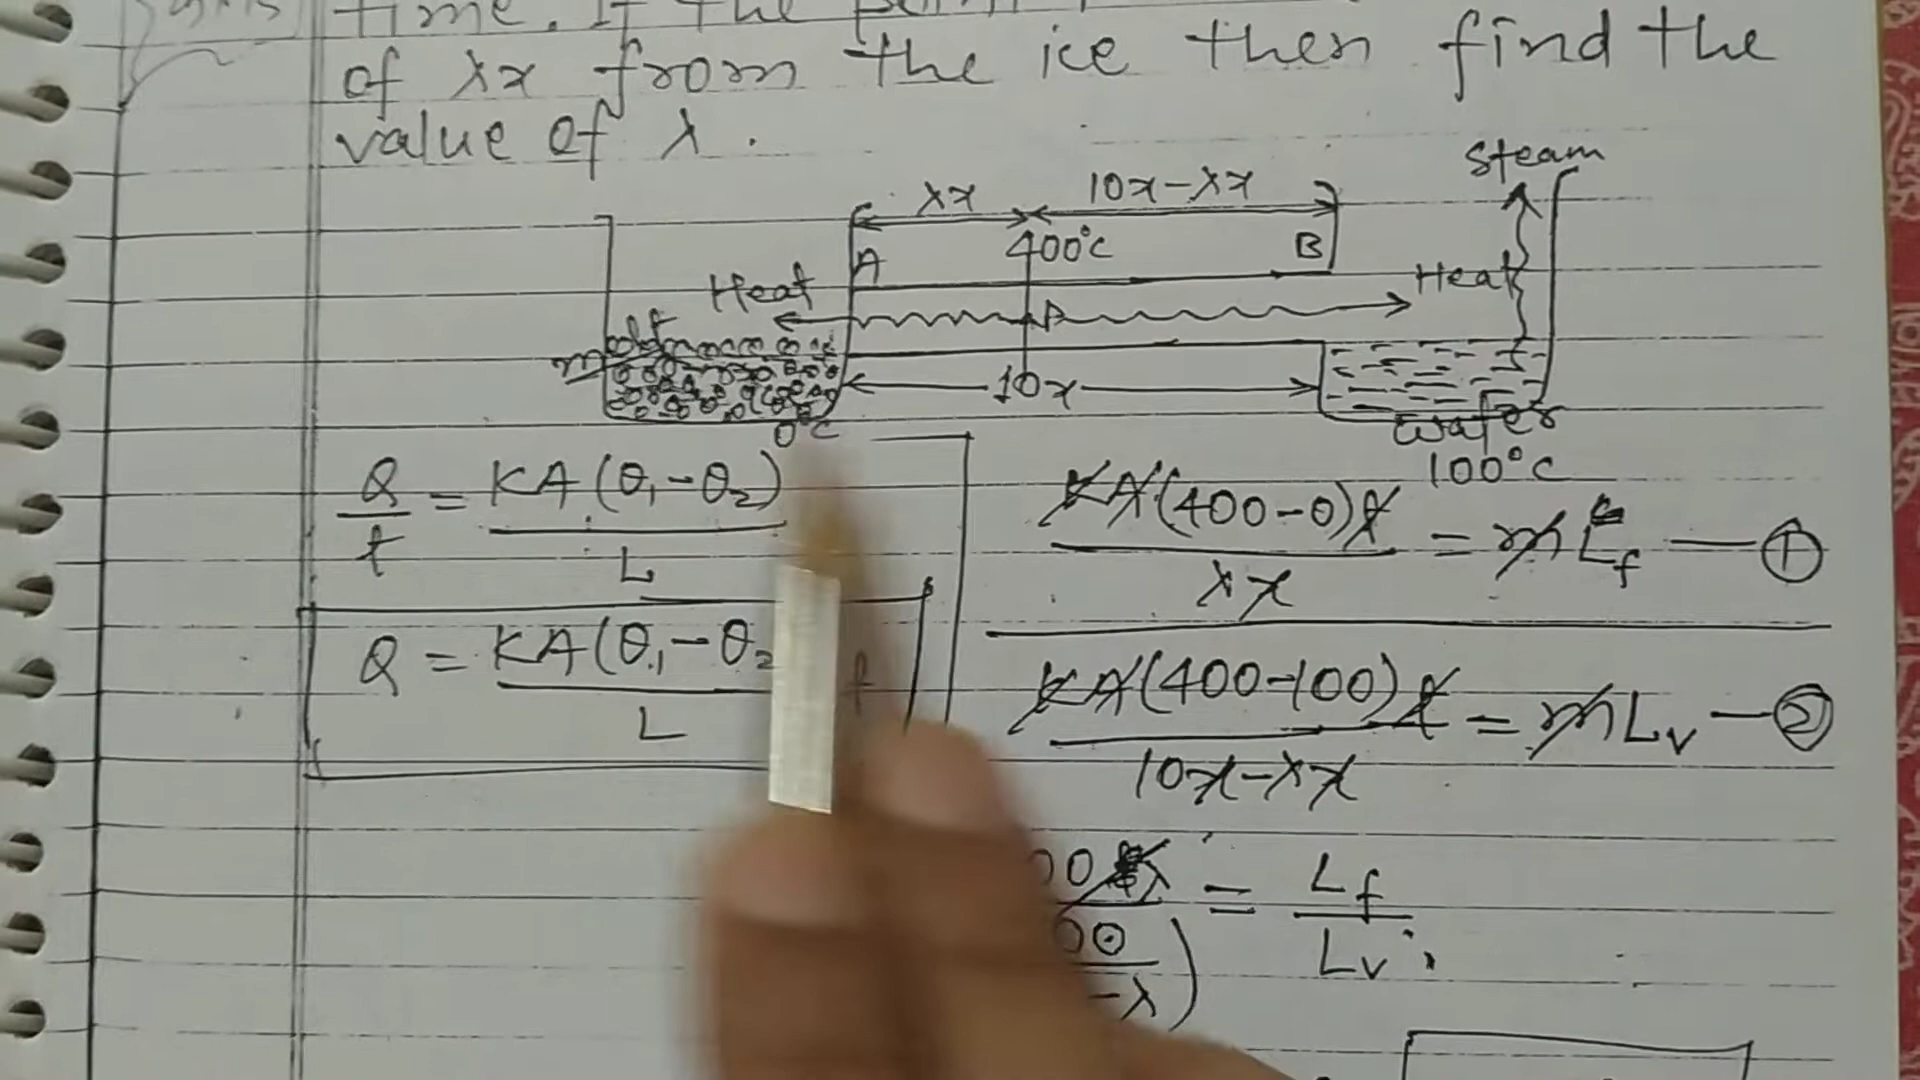 time. If the
of λx from the ice then find the
value of λ.
Steam
λx 10x-λx
400°C
A B
Heat Heat
P
10x
0°C
water
100°C
Q/t = KA(θ₁-θ₂)/L
Q = KA(θ₁-θ₂ t/L
KA(400-0)t/λx = mLf — ①
KA(400-100)t/10x-λx = mLv — ②
= Lf/Lv
-λ)